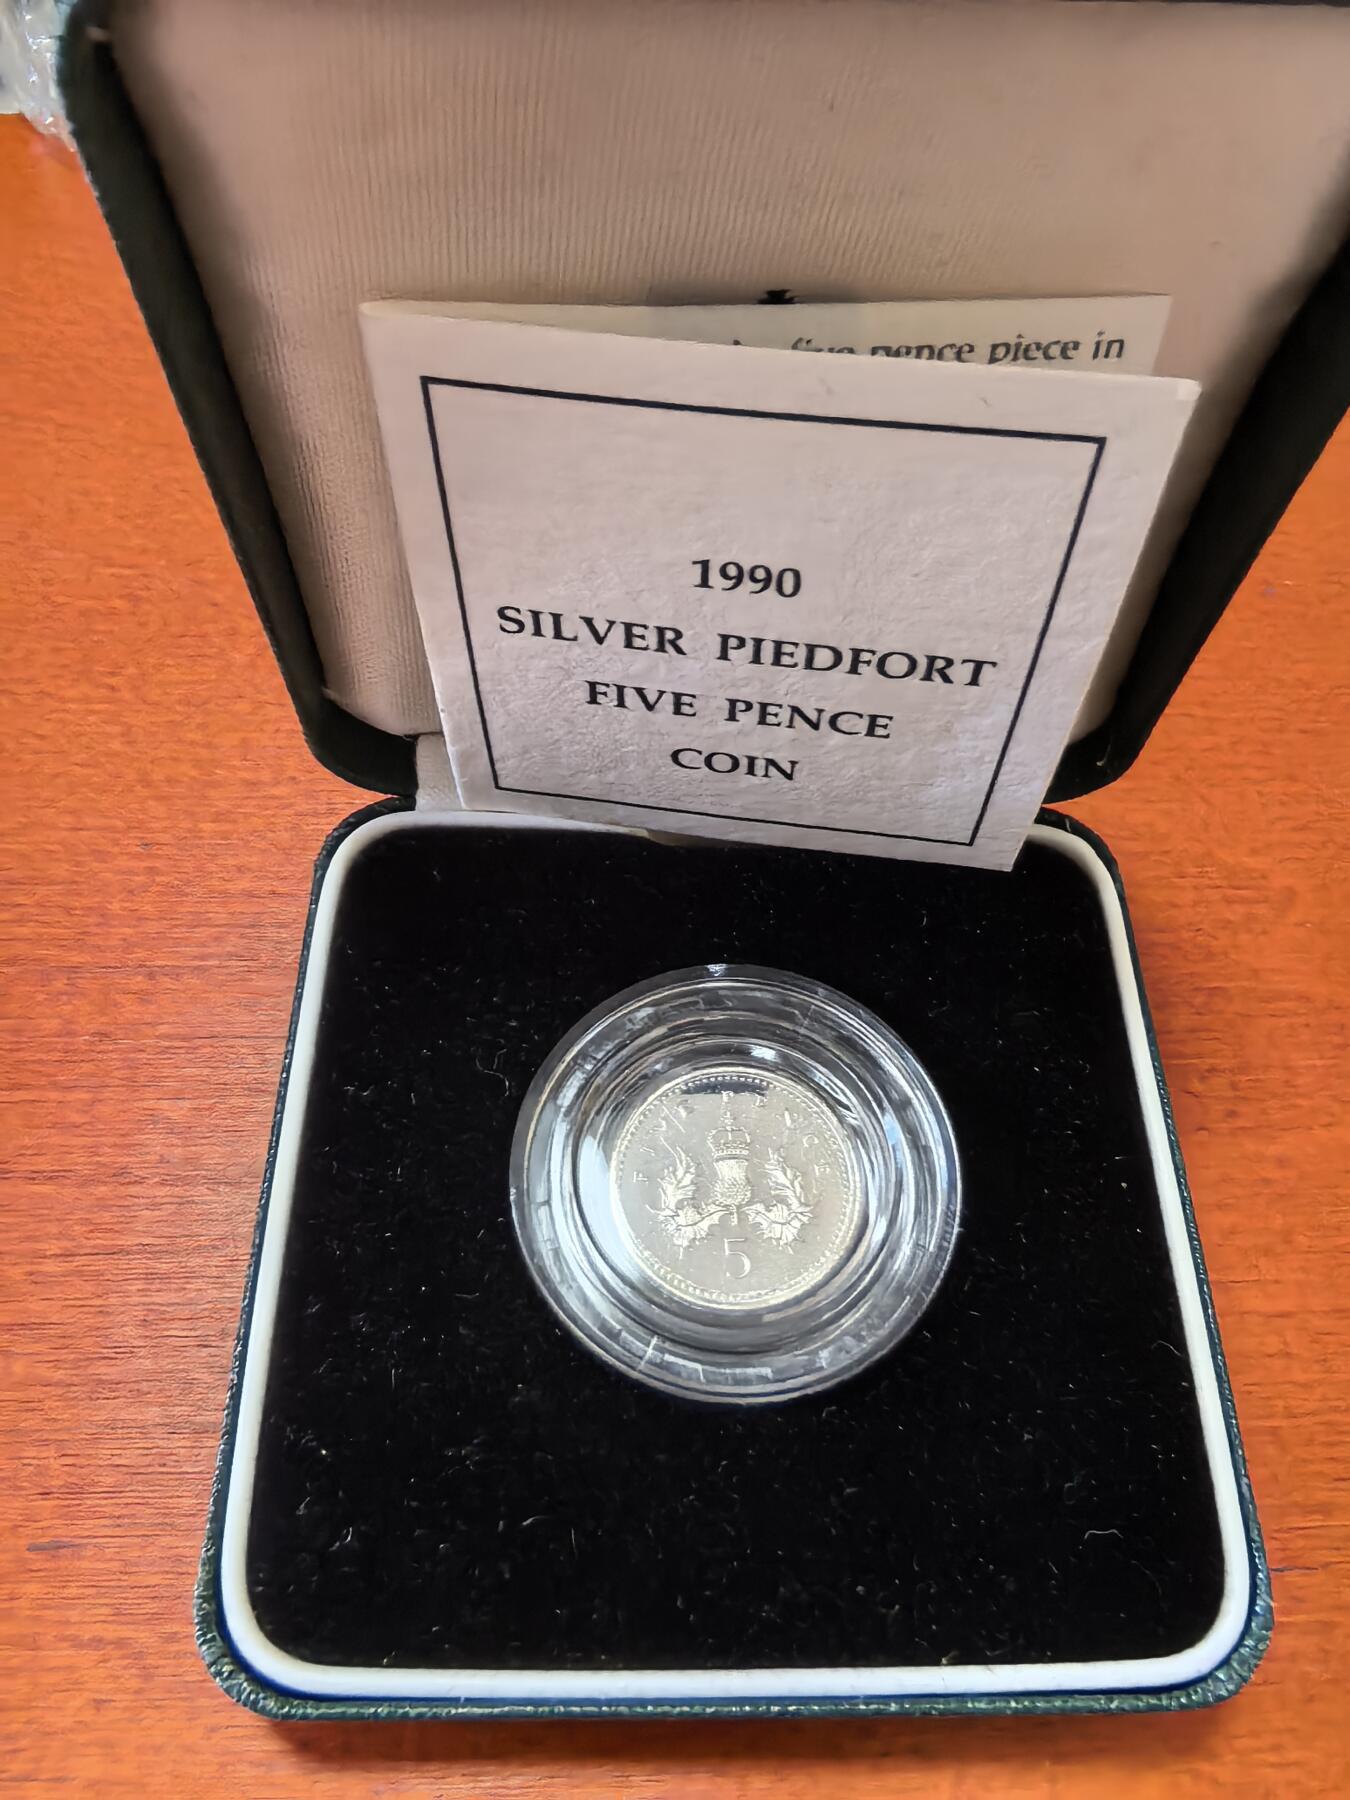 five pence piece in
1990
SILVER PIEDFORT
FIVE PENCE
COIN
FIVE PENCE
5